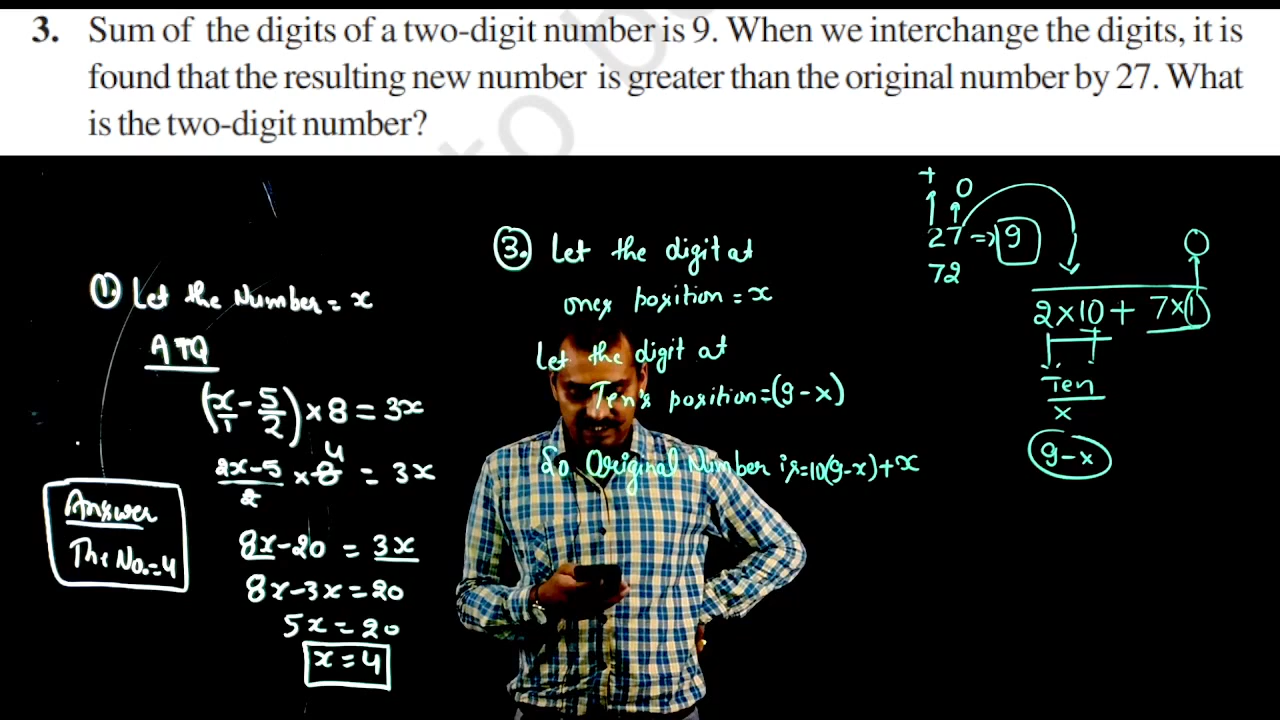 3. Sum of the digits of a two-digit number is 9. When we interchange the digits, it is
found that the resulting new number is greater than the original number by 27. What
is the two-digit number?
to be
① Let the Number = x
ATQ
(x/1 - 5/2) × 8 = 3x
4
2x-5/2 × 8 = 3x
8x-20 = 3x
8x-3x = 20
5x = 20
x = 4
Answer
The No. = 4
③. Let the digit at
ones position = x
Let the digit at
Ten's position = (9-x)
So Original Number is = 10(9-x)+x
+ 0
27 => 9
72
0
2×10 + 7×1
Ten
x
9-x